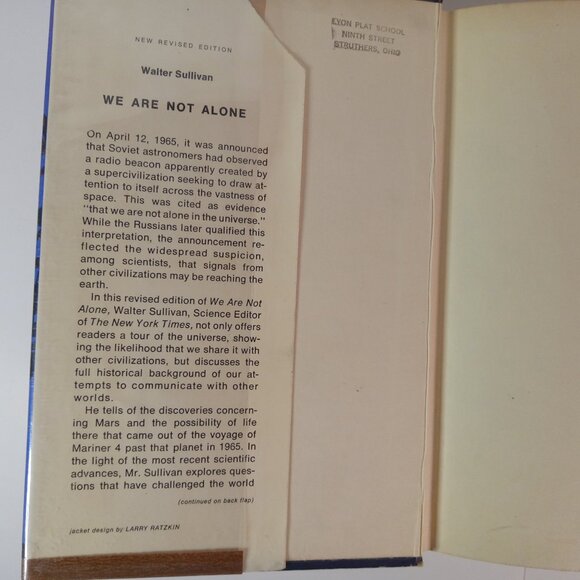 NEW REVISED EDITION
Walter Sullivan
WE ARE NOT ALONE
On April 12, 1965, it was announced
that Soviet astronomers had observed
a radio beacon apparently created by
a supercivilization seeking to draw at-
tention to itself across the vastness of
space. This was cited as evidence
"that we are not alone in the universe."
While the Russians later qualified this
interpretation, the announcement re-
flected the widespread suspicion,
among scientists, that signals from
other civilizations may be reaching the
earth.
In this revised edition of We Are Not
Alone, Walter Sullivan, Science Editor
of The New York Times, not only offers
readers a tour of the universe, show-
ing the likelihood that we share it with
other civilizations, but discusses the
full historical background of our at-
tempts to communicate with other
worlds.
He tells of the discoveries concern-
ing Mars and the possibility of life
there that came out of the voyage of
Mariner 4 past that planet in 1965. In
the light of the most recent scientific
advances, Mr. Sullivan explores ques-
tions that have challenged the world
(continued on back flap)
jacket design by LARRY RATZKIN
LYON PLAT SCHOOL
NINTH STREET
STRUTHERS, OHIO